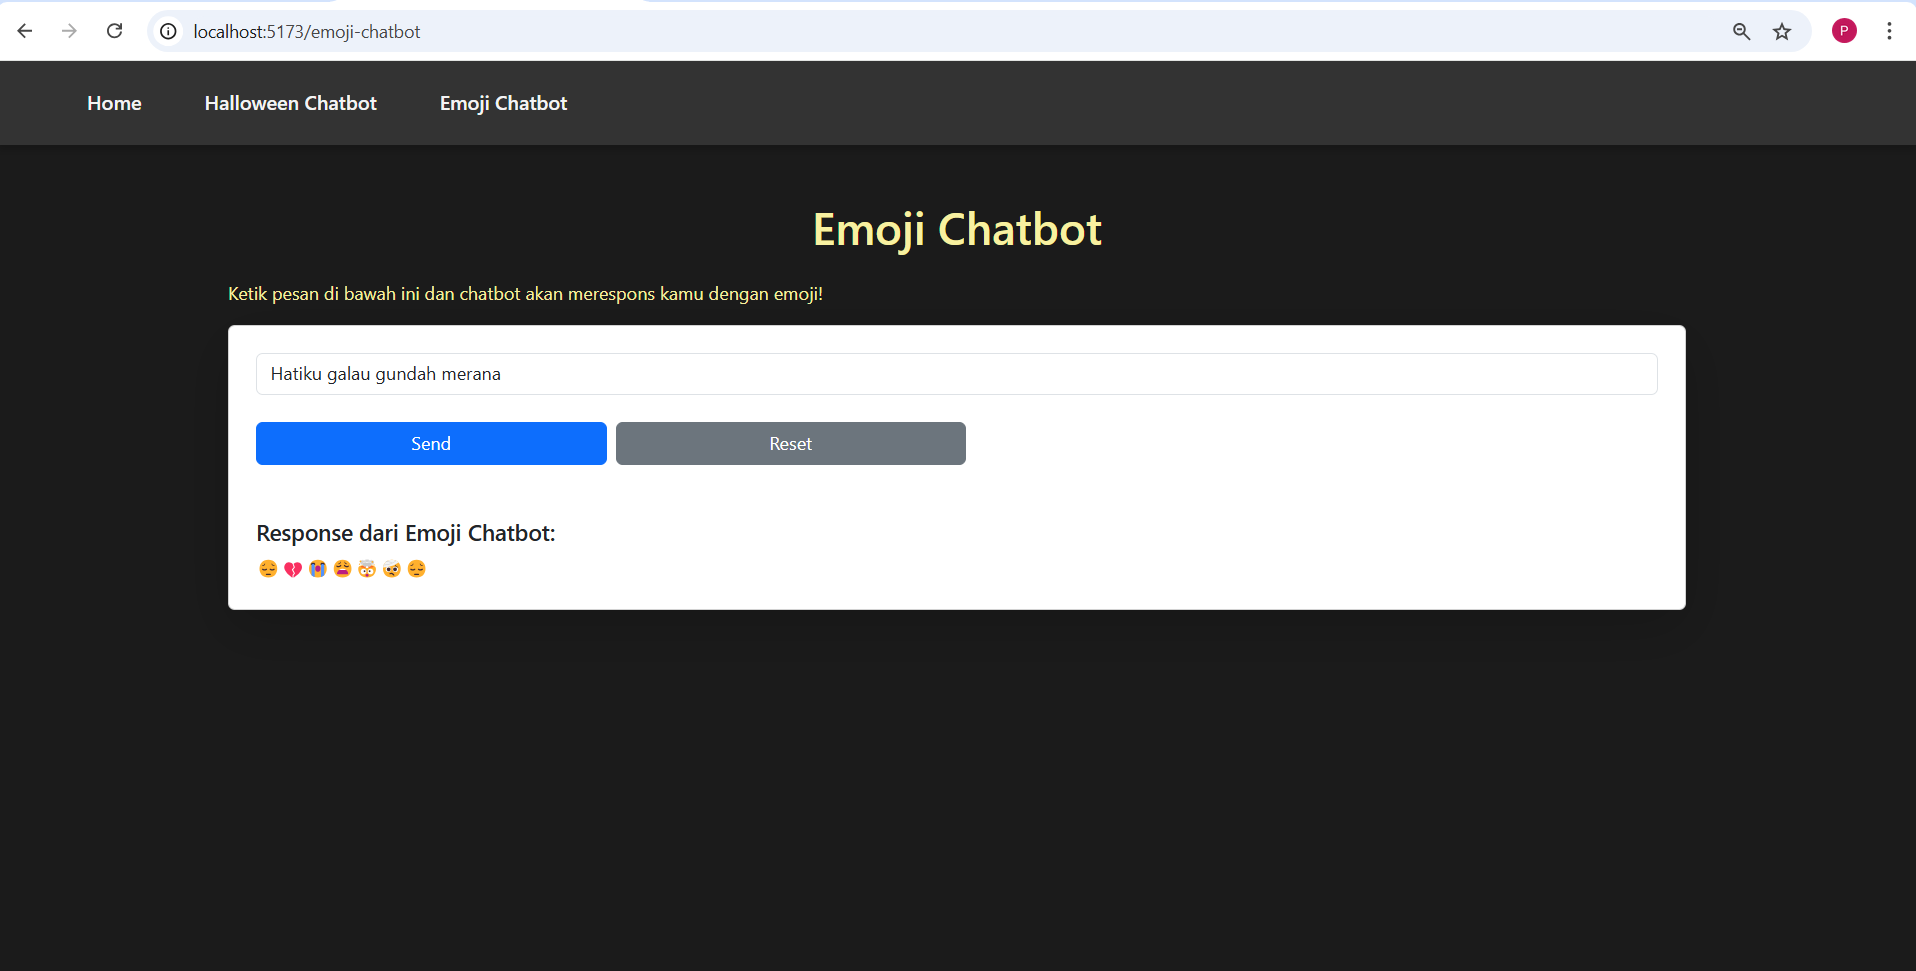 localhost:5173/emoji-chatbot
P
Home Halloween Chatbot Emoji Chatbot
Emoji Chatbot
Ketik pesan di bawah ini dan chatbot akan merespons kamu dengan emoji!
Hatiku galau gundah merana
Send Reset
Response dari Emoji Chatbot:
😔💔😭😫🤯🤕😔